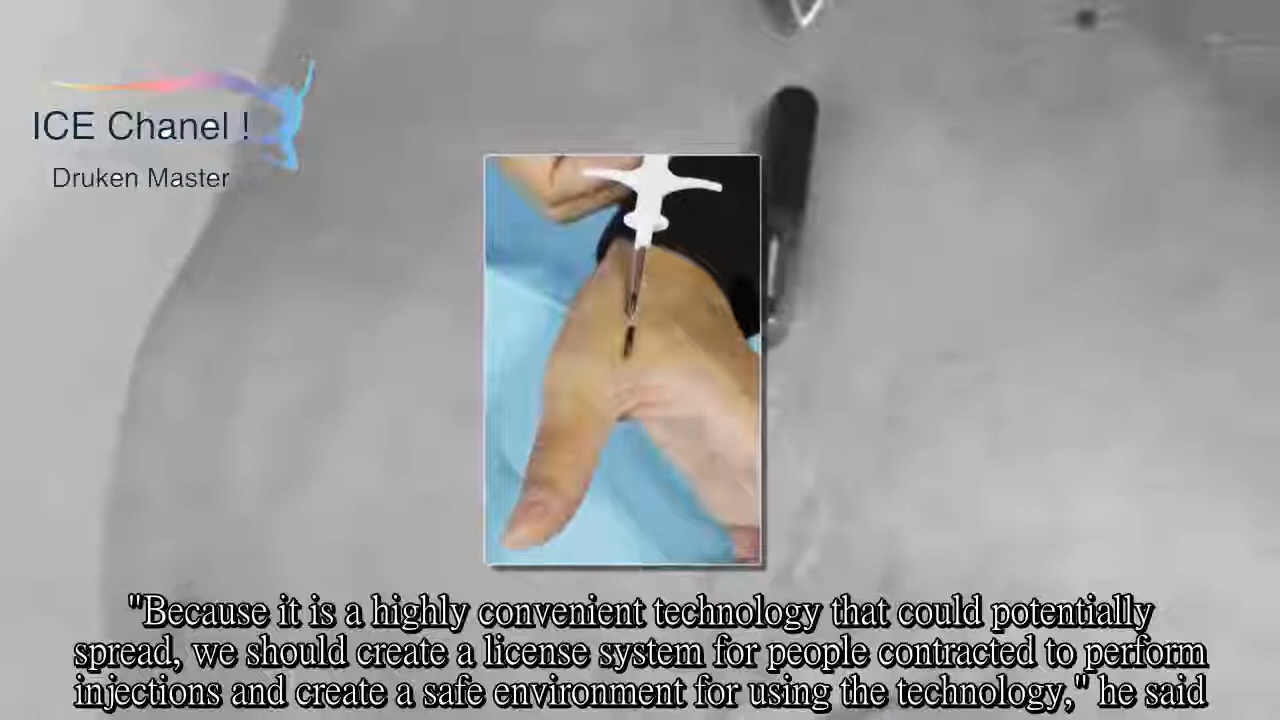 ICE Chanel !
Druken Master
"Because it is a highly convenient technology that could potentially
spread, we should create a license system for people contracted to perform
injections and create a safe environment for using the technology," he said